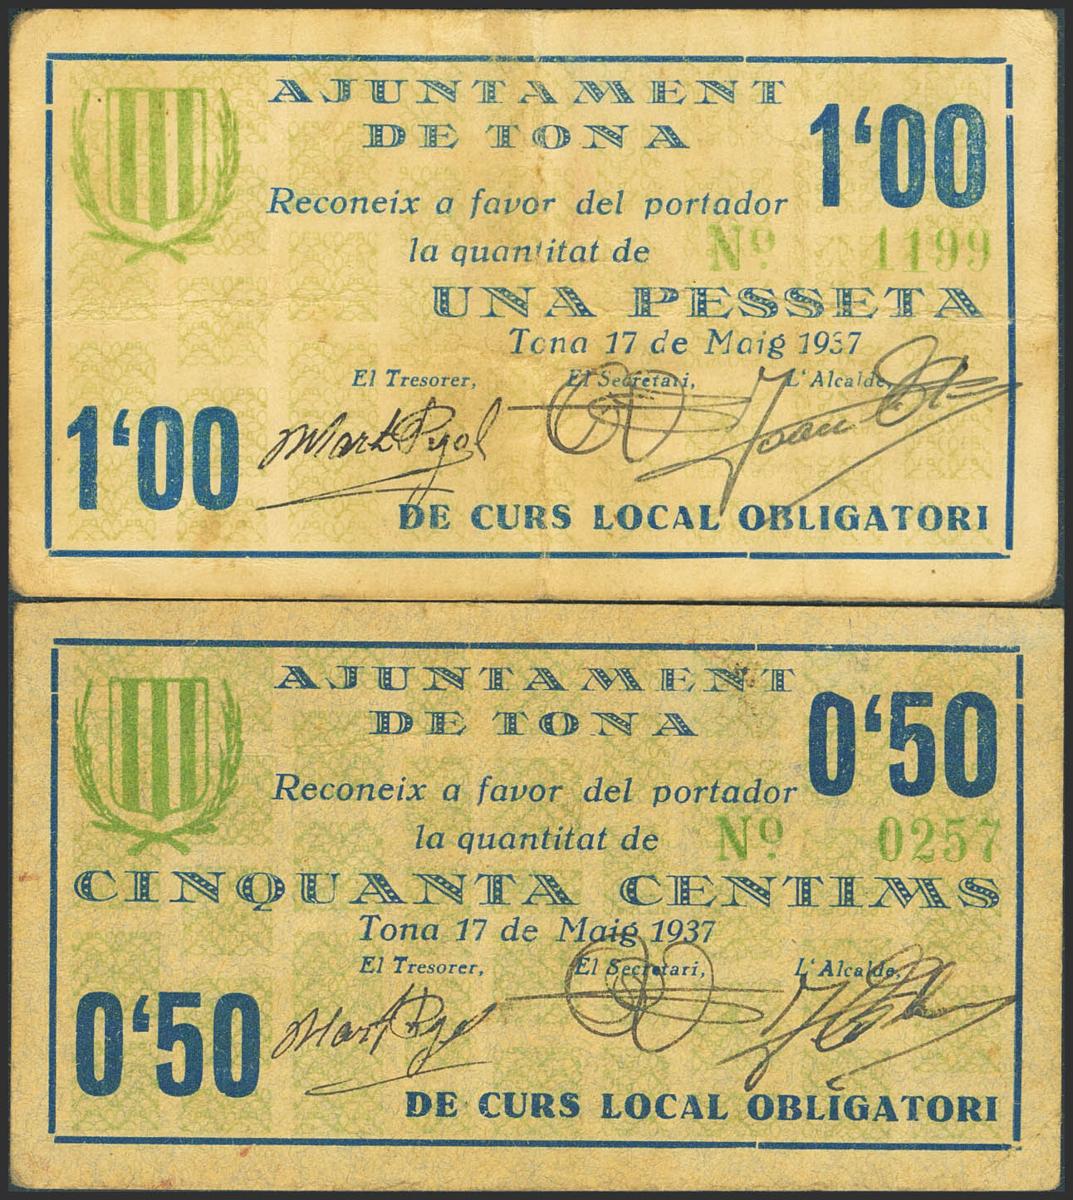 AJUNTAMENT
DE TONA
1'00
Reconeix a favor del portador
la quantitat de
Nº 1199
UNA PESSETA
Tona 17 de Maig 1937
El Tresorer, El Secretari, L'Alcalde,
1'00
DE CURS LOCAL OBLIGATORI
AJUNTAMENT
DE TONA
0'50
Reconeix a favor del portador
la quantitat de
Nº 0257
CINQUANTA CENTIMS
Tona 17 de Maig 1937
El Tresorer, El Secretari, L'Alcalde,
0'50
DE CURS LOCAL OBLIGATORI